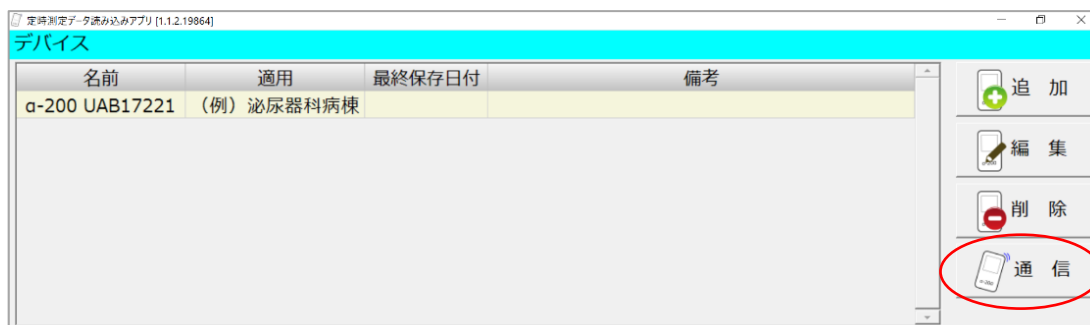 定時測定データ読み込みアプリ [1.1.2.19864]
デバイス
名前 適用 最終保存日付 備考
α-200 UAB17221 （例）泌尿器科病棟
追 加
編 集
削 除
通 信